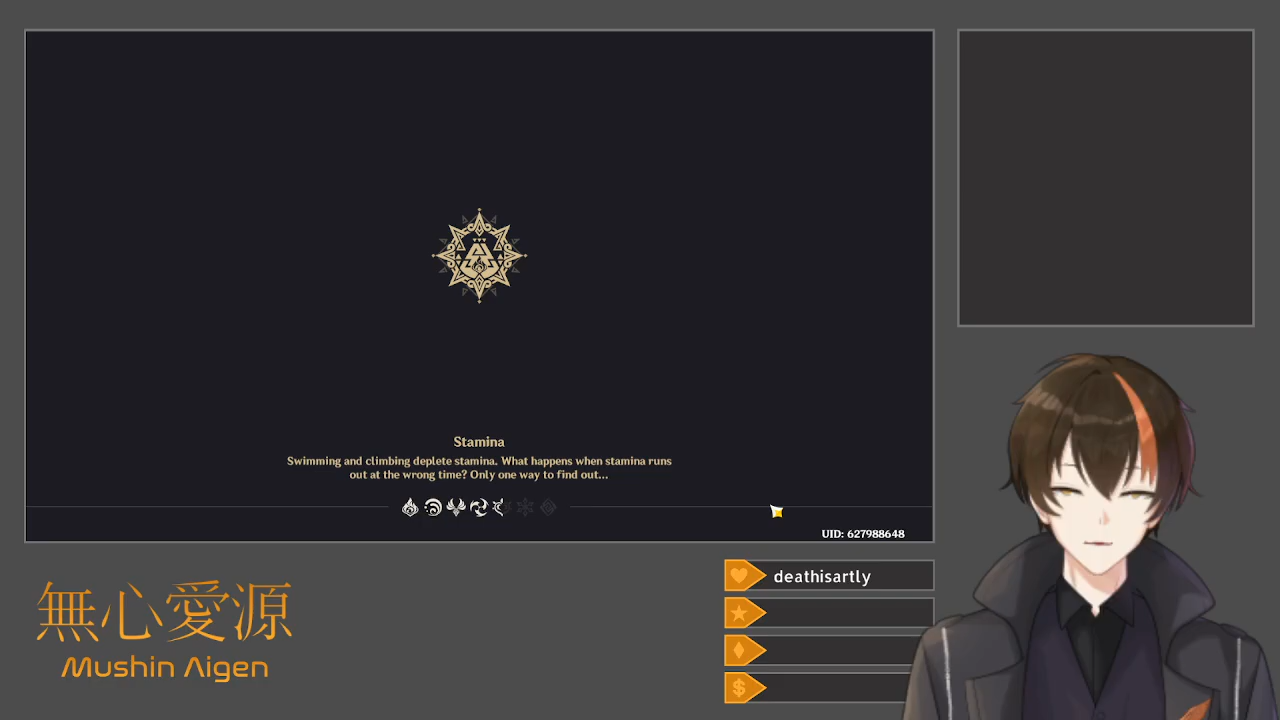 Stamina
Swimming and climbing deplete stamina. What happens when stamina runs
out at the wrong time? Only one way to find out...
UID: 627988648
deathisartly
無心愛源
Mushin Aigen